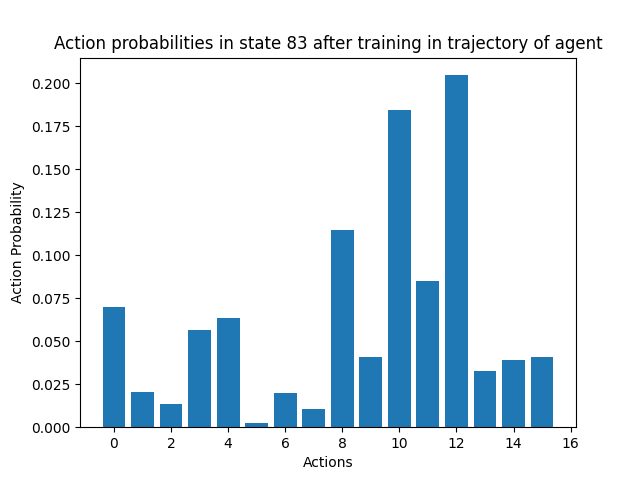 Action probabilities in state 83 after training in trajectory of agent
0.200
0.175
0.150
0.125
0.100
0.075
0.050
0.025
0.000
Action Probability
0 2 4 6 8 10 12 14 16
Actions